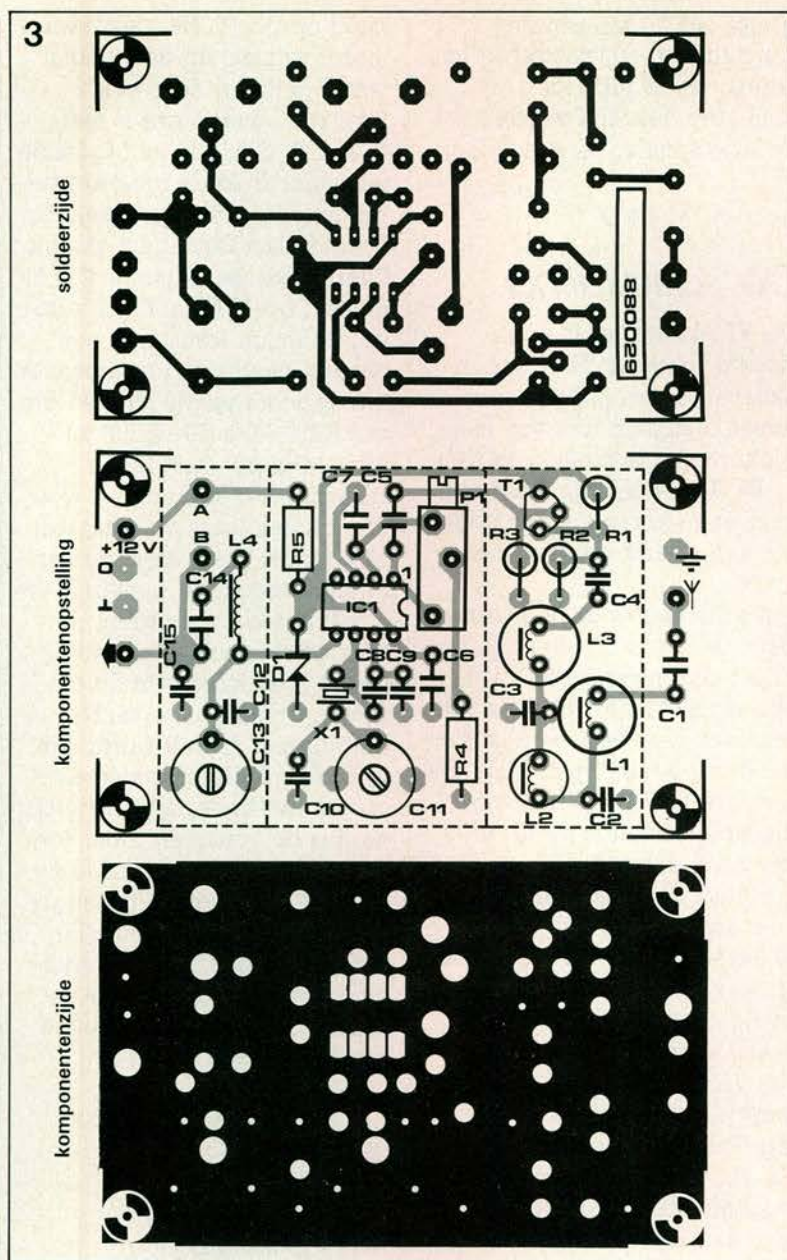 3
soldeerzijde
880029
komponentenopstelling
C7 C5
T1
A
P1
+12V
R5
R3
R2
R1
B
L4
0
C14
1
IC1
C4
L3
C15
C12
D1
C8
C9
C6
C3
C1
C13
X1
R4
L1
C10
C11
L2
C2
komponentenzijde